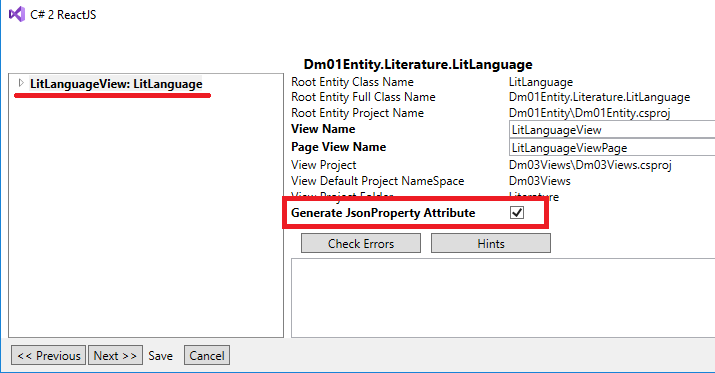 C# 2 ReactJS
LitLanguageView: LitLanguage
Dm01Entity.Literature.LitLanguage
Root Entity Class Name LitLanguage
Root Entity Full Class Name Dm01Entity.Literature.LitLanguage
Root Entity Project Name Dm01Entity\Dm01Entity.csproj
View Name LitLanguageView
Page View Name LitLanguageViewPage
View Project Dm03Views\Dm03Views.csproj
View Default Project NameSpace Dm03Views
View Project Folder Literature
Generate JsonProperty Attribute
Check Errors Hints
<< Previous Next >> Save Cancel